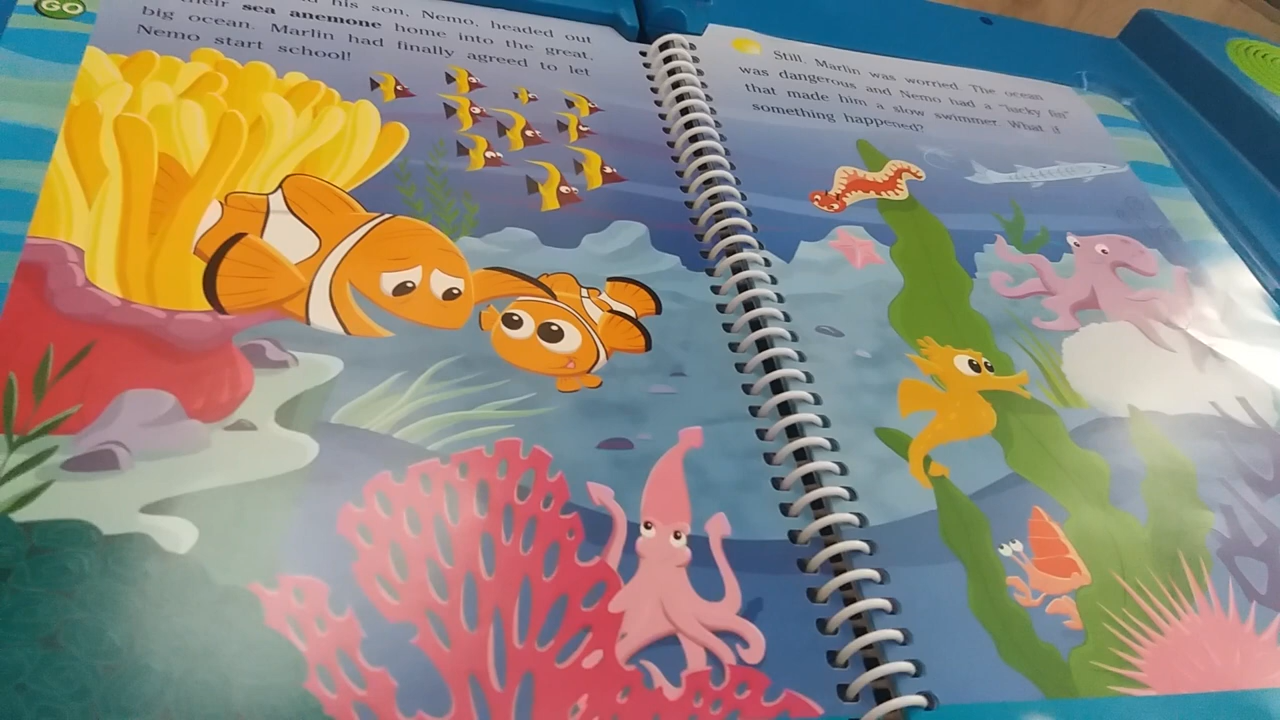 GO
his son, Nemo, headed out
their sea anemone home into the great,
big ocean. Marlin had finally agreed to let
Nemo start school!
Still, Marlin was worried. The ocean
was dangerous and Nemo had a "lucky fin"
that made him a slow swimmer. What if
something happened?